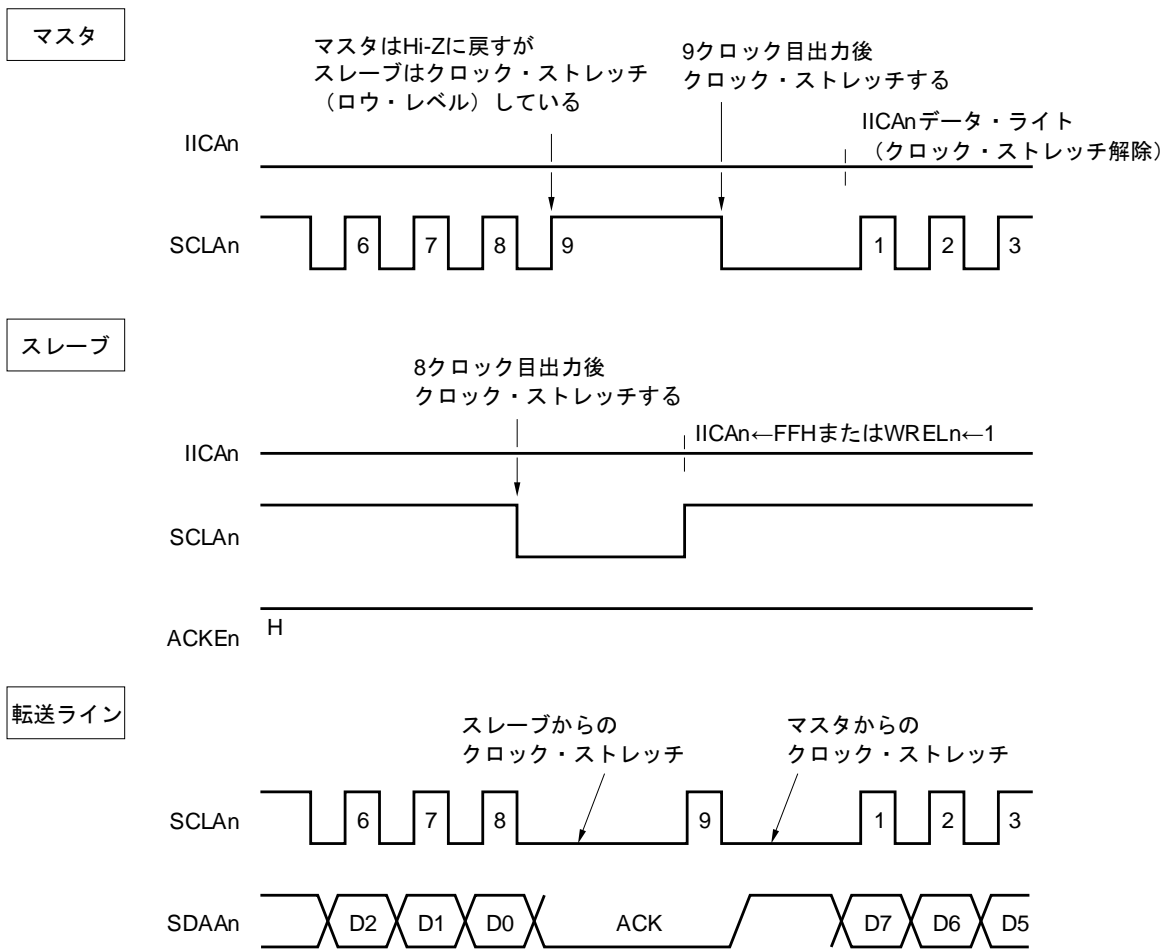 マスタ
マスタはHi-Zに戻すが
スレーブはクロック・ストレッチ
（ロウ・レベル）している
9クロック目出力後
クロック・ストレッチする
IICAnデータ・ライト
（クロック・ストレッチ解除）
IICAn
SCLAn
6 7 8 9 1 2 3
スレーブ
8クロック目出力後
クロック・ストレッチする
IICAn←FFHまたはWRELn←1
IICAn
SCLAn
ACKEn
H
転送ライン
スレーブからの
クロック・ストレッチ
マスタからの
クロック・ストレッチ
SCLAn
6 7 8 9 1 2 3
SDAAn
D2 D1 D0 ACK D7 D6 D5